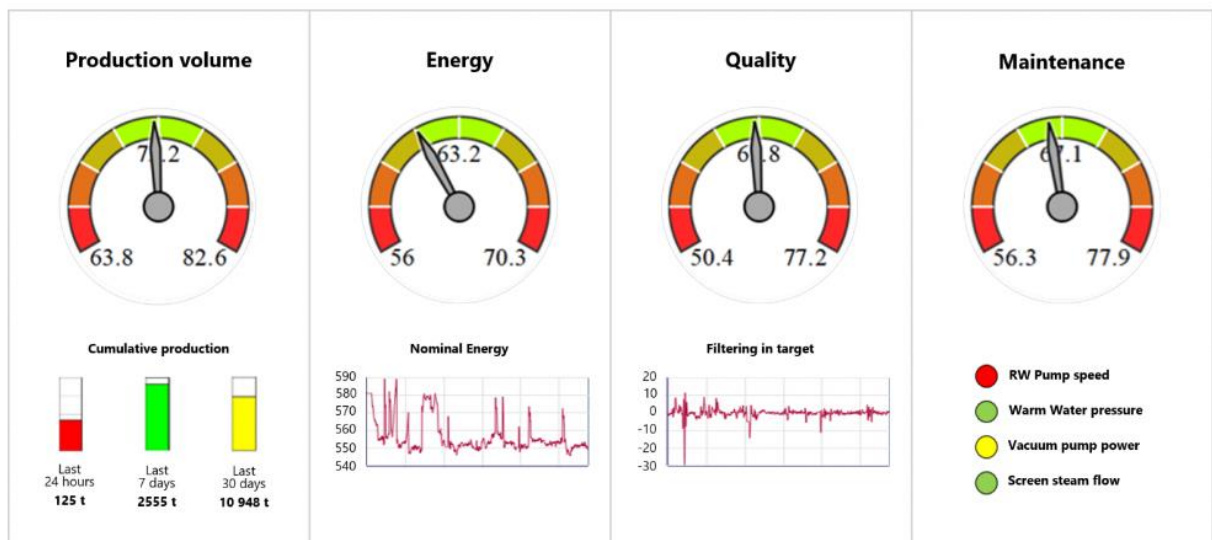 Production volume
63.8 82.6
Cumulative production
Last
24 hours
125 t
Last
7 days
2555 t
Last
30 days
10 948 t
Energy
63.2
56 70.3
Nominal Energy
590
580
570
560
550
540
Quality
50.4 77.2
Filtering in target
20
10
0
-10
-20
-30
Maintenance
67.1
56.3 77.9
RW Pump speed
Warm Water pressure
Vacuum pump power
Screen steam flow